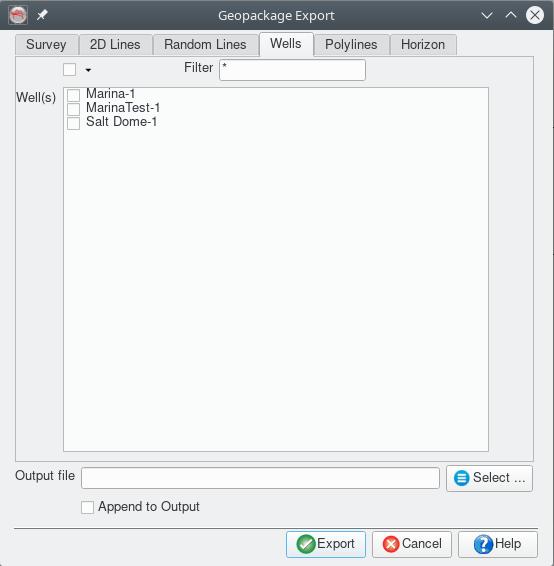 Geopackage Export
Survey 2D Lines Random Lines Wells Polylines Horizon
Filter *
Well(s)
Marina-1
MarinaTest-1
Salt Dome-1
Output file Select ...
Append to Output
Export Cancel Help